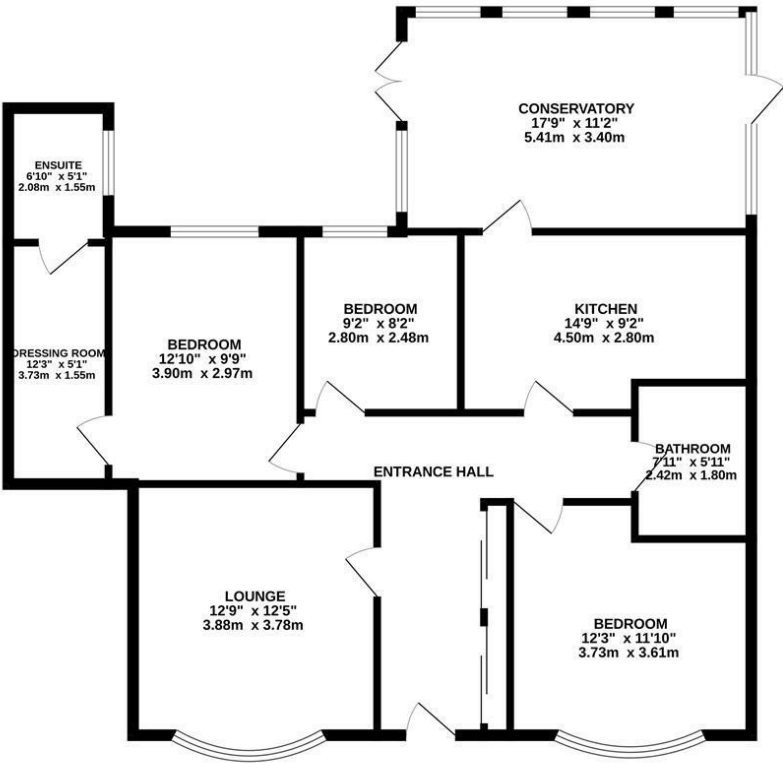 CONSERVATORY
17'9" x 11'2"
5.41m x 3.40m
ENSUITE
6'10" x 5'1"
2.08m x 1.55m
BEDROOM
9'2" x 8'2"
2.80m x 2.48m
KITCHEN
14'9" x 9'2"
4.50m x 2.80m
BEDROOM
12'10" x 9'9"
3.90m x 2.97m
DRESSING ROOM
12'3" x 5'1"
3.73m x 1.55m
BATHROOM
7'11" x 5'11"
2.42m x 1.80m
ENTRANCE HALL
LOUNGE
12'9" x 12'5"
3.88m x 3.78m
BEDROOM
12'3" x 11'10"
3.73m x 3.61m